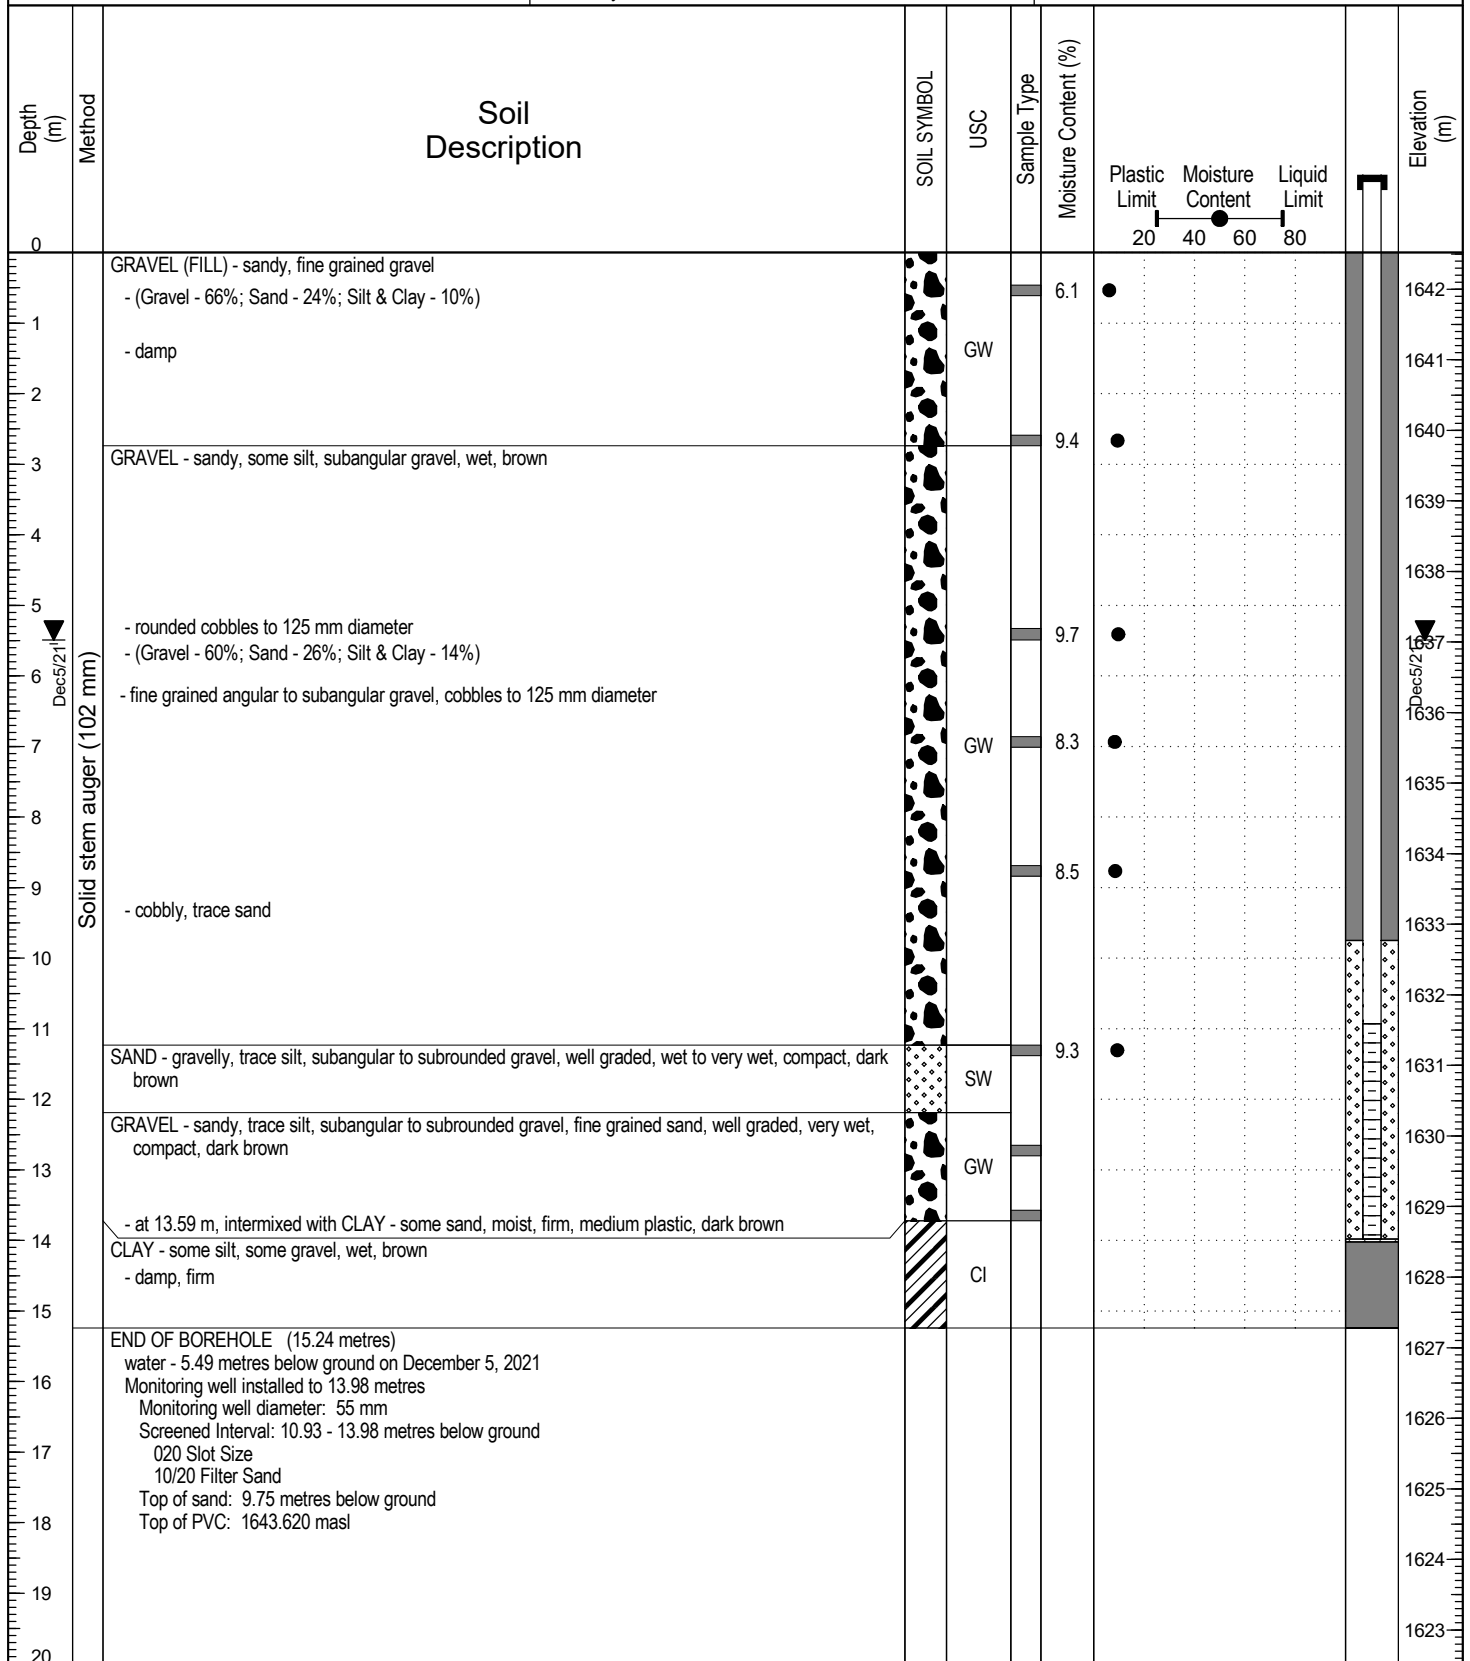 Depth
(m)
Method
Soil
Description
SOIL SYMBOL
USC
Sample Type
Moisture Content (%)
Plastic
Limit
Moisture
Content
Liquid
Limit
20 40 60 80
Elevation
(m)
0
GRAVEL (FILL) - sandy, fine grained gravel
- (Gravel - 66%; Sand - 24%; Silt & Clay - 10%)
6.1
1642
1
- damp
GW
1641
2
9.4
1640
3
GRAVEL - sandy, some silt, subangular gravel, wet, brown
1639
4
1638
5
- rounded cobbles to 125 mm diameter
9.7
1637
- (Gravel - 60%; Sand - 26%; Silt & Clay - 14%)
Dec5/21
Dec5/21
6
- fine grained angular to subangular gravel, cobbles to 125 mm diameter
1636
7
GW
8.3
1635
8
Solid stem auger (102 mm)
1634
8.5
9
- cobbly, trace sand
1633
10
1632
11
SAND - gravelly, trace silt, subangular to subrounded gravel, well graded, wet to very wet, compact, dark
brown
SW
9.3
1631
12
GRAVEL - sandy, trace silt, subangular to subrounded gravel, fine grained sand, well graded, very wet,
compact, dark brown
1630
13
GW
1629
- at 13.59 m, intermixed with CLAY - some sand, moist, firm, medium plastic, dark brown
14
CLAY - some silt, some gravel, wet, brown
- damp, firm
CI
1628
15
END OF BOREHOLE (15.24 metres)
1627
water - 5.49 metres below ground on December 5, 2021
16
Monitoring well installed to 13.98 metres
Monitoring well diameter: 55 mm
1626
Screened Interval: 10.93 - 13.98 metres below ground
17
020 Slot Size
10/20 Filter Sand
1625
Top of sand: 9.75 metres below ground
18
Top of PVC: 1643.620 masl
1624
19
1623
20